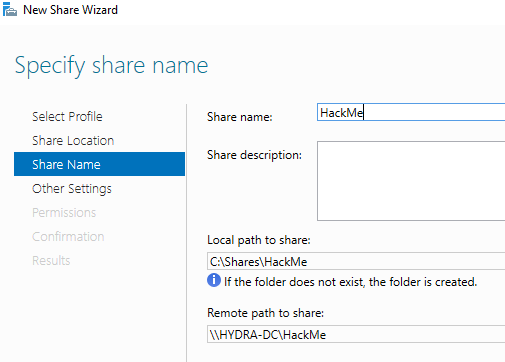 New Share Wizard
Specify share name
Select Profile
Share Location
Share Name
Other Settings
Permissions
Confirmation
Results
Share name:
HackMe
Share description:
Local path to share:
C:\Shares\HackMe
If the folder does not exist, the folder is created.
Remote path to share:
\\HYDRA-DC\HackMe